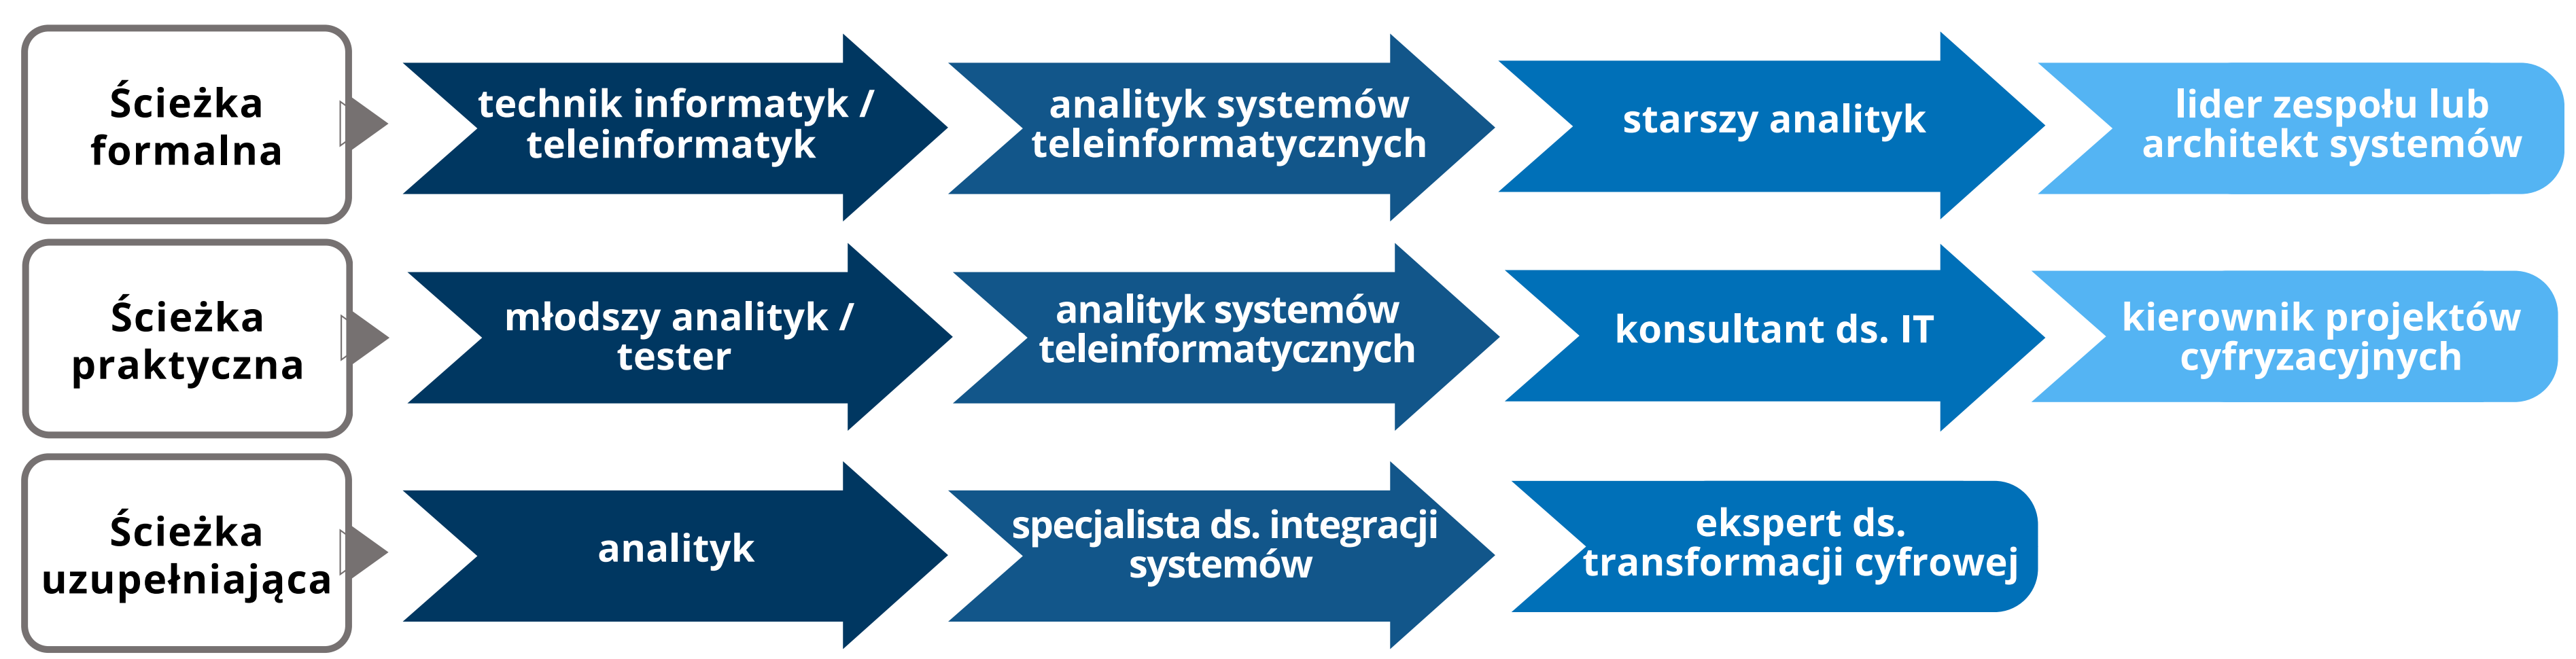 Ścieżka
formalna
technik informatyk /
teleinformatyk
analityk systemów
teleinformatycznych
starszy analityk
lider zespołu lub
architekt systemów
Ścieżka
praktyczna
młodszy analityk /
tester
analityk systemów
teleinformatycznych
konsultant ds. IT
kierownik projektów
cyfryzacyjnych
Ścieżka
uzupełniająca
analityk
specjalista ds. integracji
systemów
ekspert ds.
transformacji cyfrowej